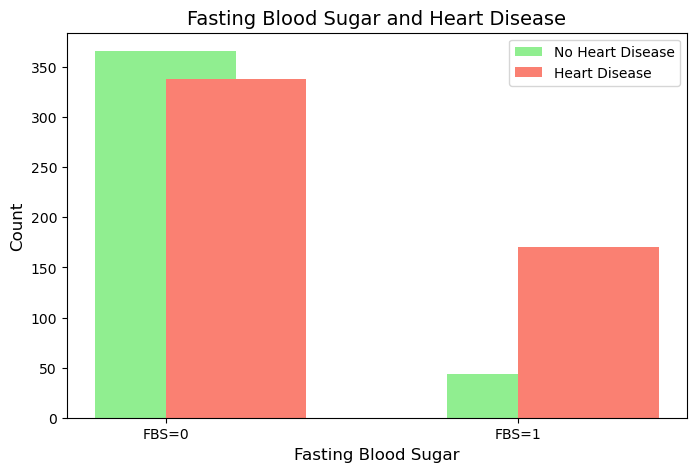 Fasting Blood Sugar and Heart Disease
No Heart Disease
Heart Disease
Count
350
300
250
200
150
100
50
0
FBS=0
FBS=1
Fasting Blood Sugar